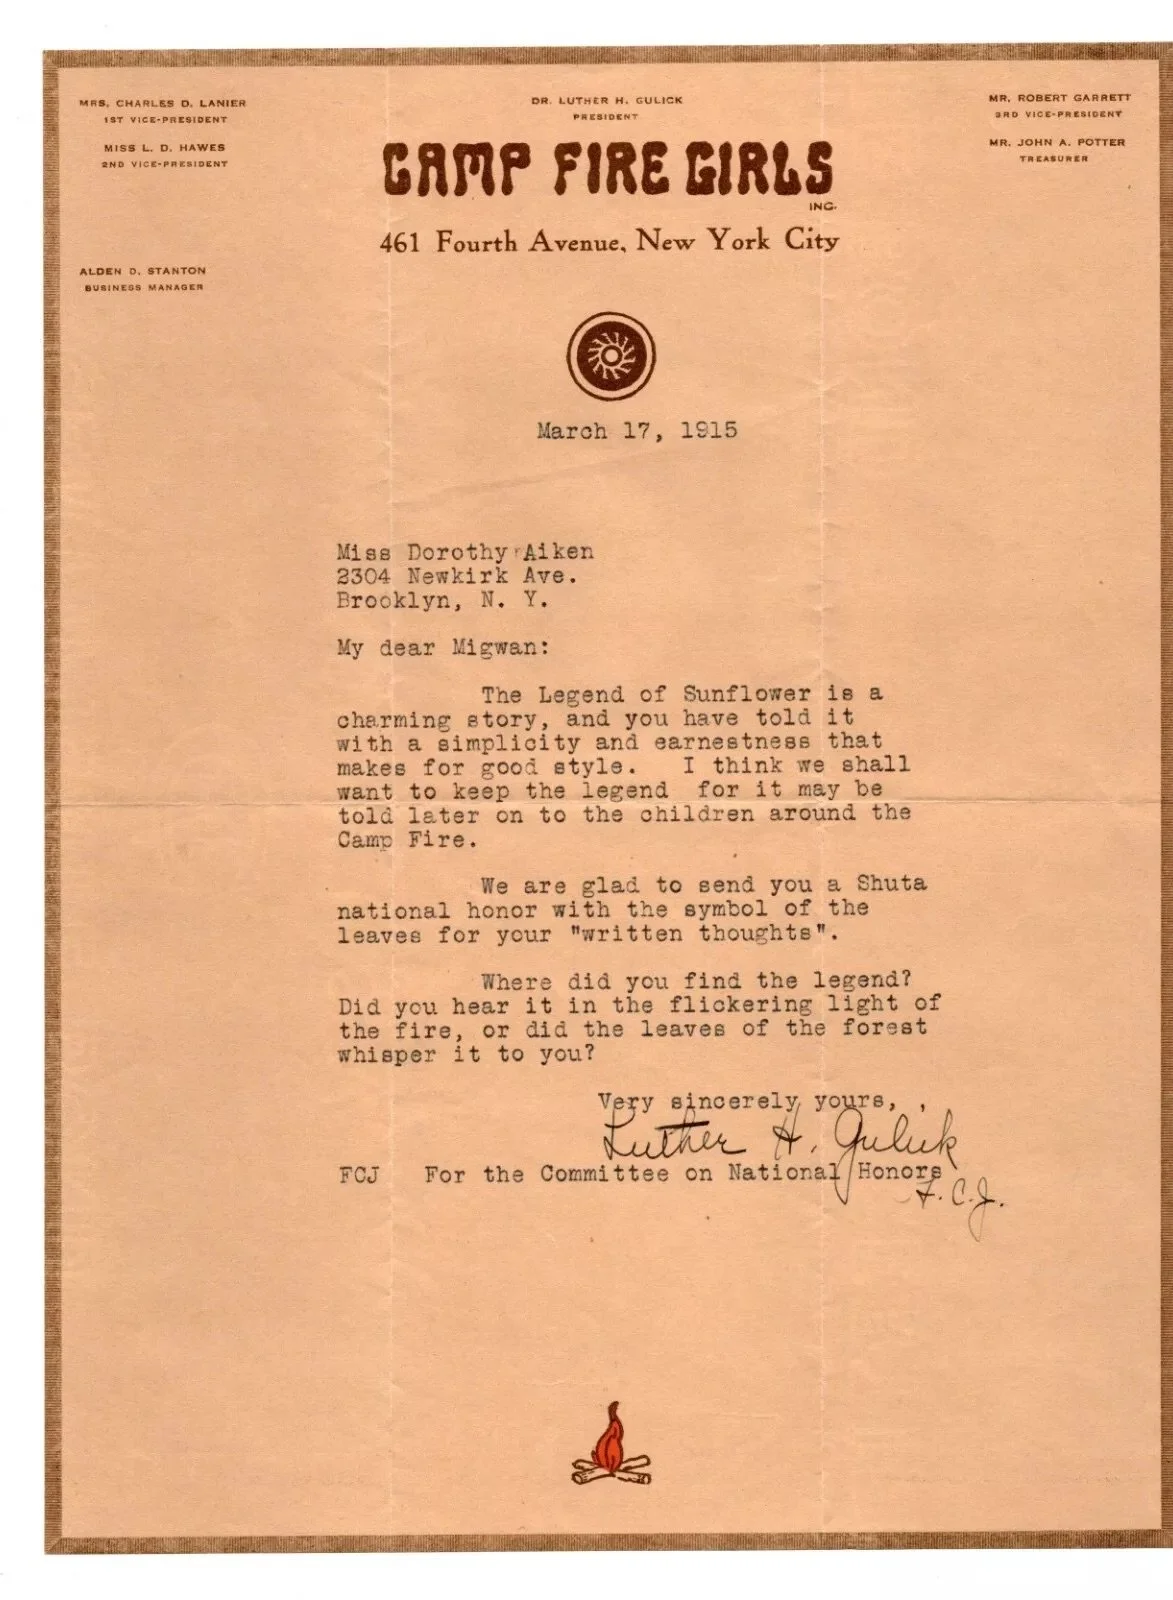 MRS. CHARLES D. LANIER
1ST VICE-PRESIDENT
MISS L. D. HAWES
2ND VICE-PRESIDENT
ALDEN D. STANTON
BUSINESS MANAGER
DR. LUTHER H. GULICK
PRESIDENT
CAMP FIRE GIRLS
INC.
461 Fourth Avenue, New York City
MR. ROBERT GARRETT
3RD VICE-PRESIDENT
MR. JOHN A. POTTER
TREASURER
March 17, 1915
Miss Dorothy Aiken
2304 Newkirk Ave.
Brooklyn, N. Y.
My dear Migwan:
The Legend of Sunflower is a
charming story, and you have told it
with a simplicity and earnestness that
makes for good style. I think we shall
want to keep the legend for it may be
told later on to the children around the
Camp Fire.
We are glad to send you a Shuta
national honor with the symbol of the
leaves for your "written thoughts".
Where did you find the legend?
Did you hear it in the flickering light of
the fire, or did the leaves of the forest
whisper it to you?
Very sincerely yours,
Luther H. Gulick
FCJ For the Committee on National Honors
F.C.J.